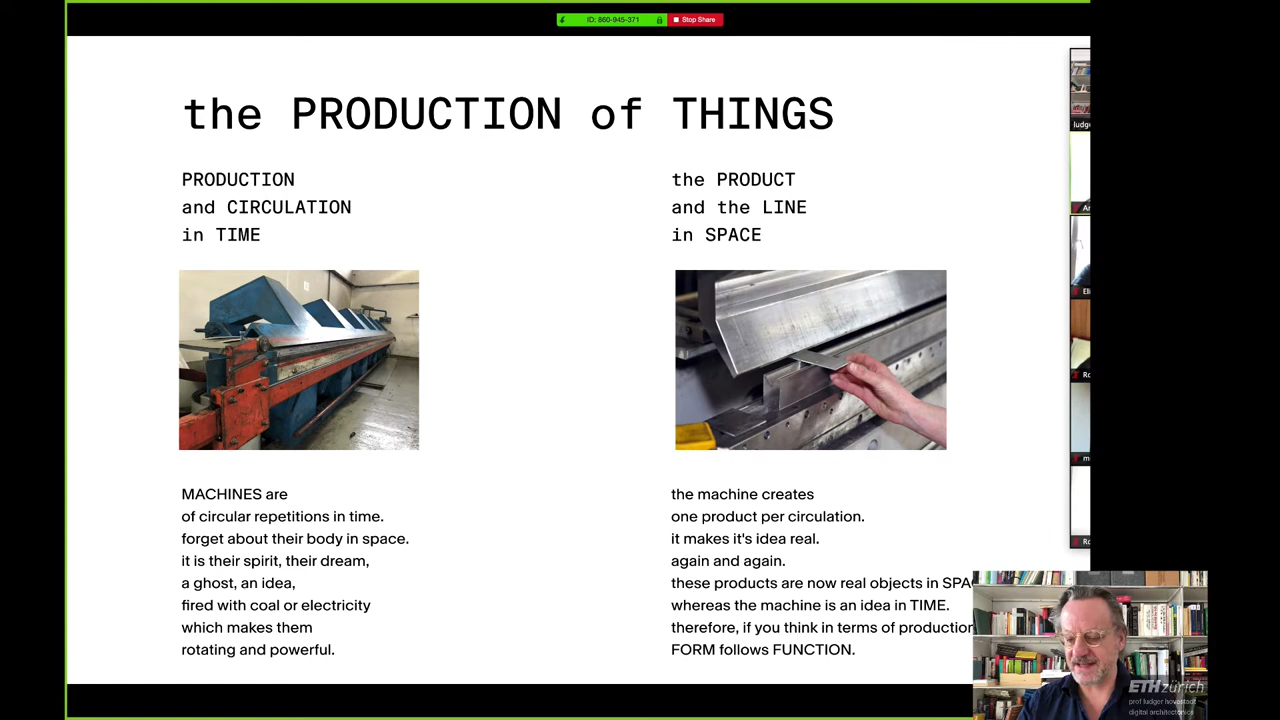 ID: 860-945-371
Stop Share
the PRODUCTION of THINGS
PRODUCTION
and CIRCULATION
in TIME
the PRODUCT
and the LINE
in SPACE
MACHINES are
of circular repetitions in time.
forget about their body in space.
it is their spirit, their dream,
a ghost, an idea,
fired with coal or electricity
which makes them
rotating and powerful.
the machine creates
one product per circulation.
it makes it's idea real.
again and again.
these products are now real objects in SPA
whereas the machine is an idea in TIME.
therefore, if you think in terms of production
FORM follows FUNCTION.
ETH zürich
prof ludger hovestadt
digital architectonics